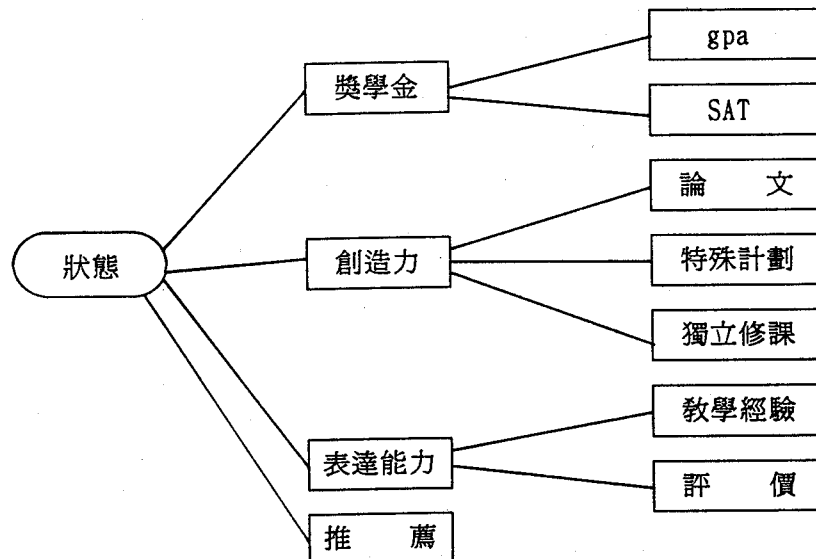 gpa
獎學金
SAT
論 文
狀態
創造力
特殊計劃
獨立修課
教學經驗
表達能力
評 價
推 薦